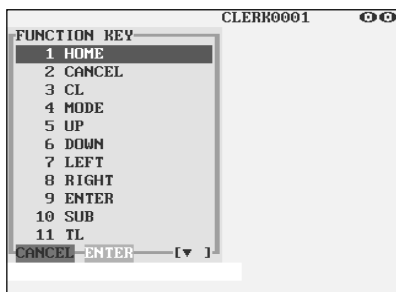 CLERK0001
FUNCTION KEY
1 HOME
2 CANCEL
3 CL
4 MODE
5 UP
6 DOWN
7 LEFT
8 RIGHT
9 ENTER
10 SUB
11 TL
CANCEL ENTER [▼ ]